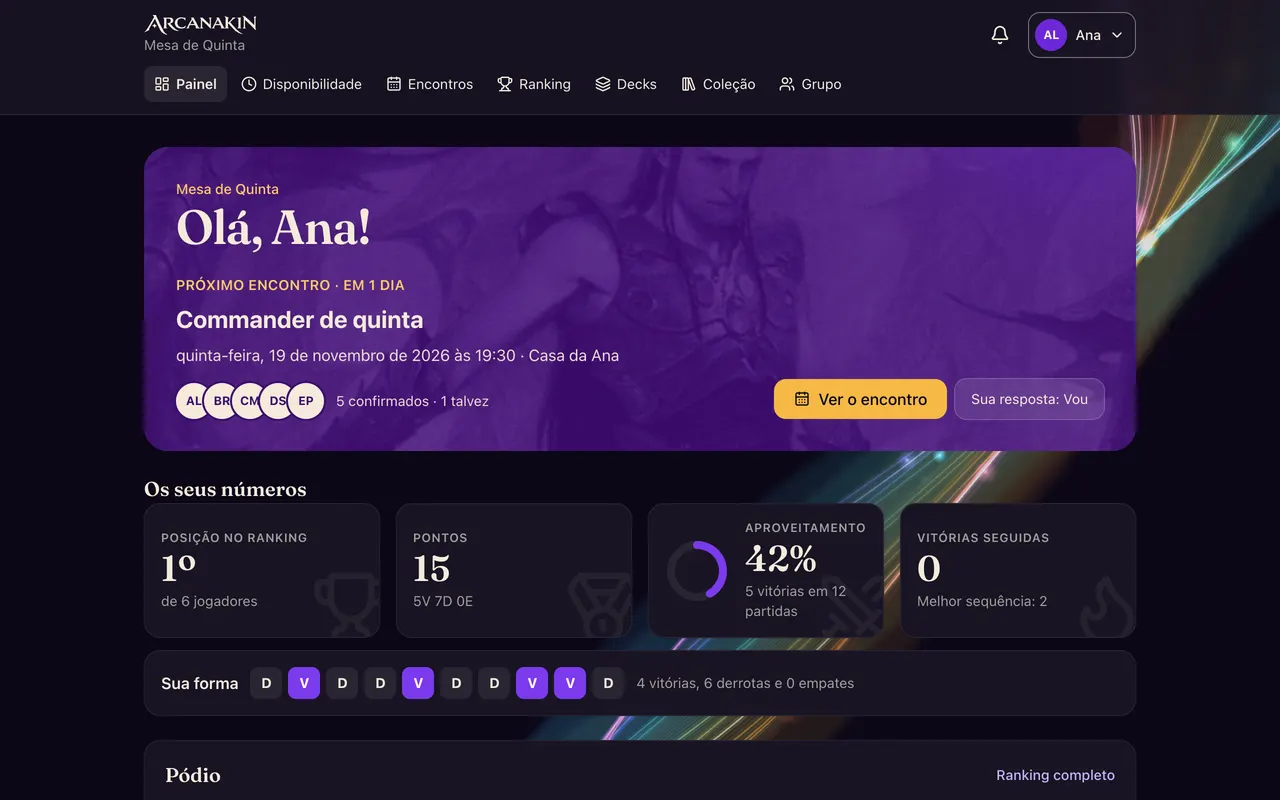 ARCANAKIN
Mesa de Quinta
AL Ana
Painel Disponibilidade Encontros Ranking Decks Coleção Grupo
Mesa de Quinta
Olá, Ana!
PRÓXIMO ENCONTRO · EM 1 DIA
Commander de quinta
quinta-feira, 19 de novembro de 2026 às 19:30 · Casa da Ana
AL BR CM DS EP 5 confirmados · 1 talvez
Ver o encontro Sua resposta: Vou
Os seus números
POSIÇÃO NO RANKING
1º
de 6 jogadores
PONTOS
15
5V 7D 0E
APROVEITAMENTO
42%
5 vitórias em 12
partidas
VITÓRIAS SEGUIDAS
0
Melhor sequência: 2
Sua forma D V D D V D D V V D 4 vitórias, 6 derrotas e 0 empates
Pódio Ranking completo